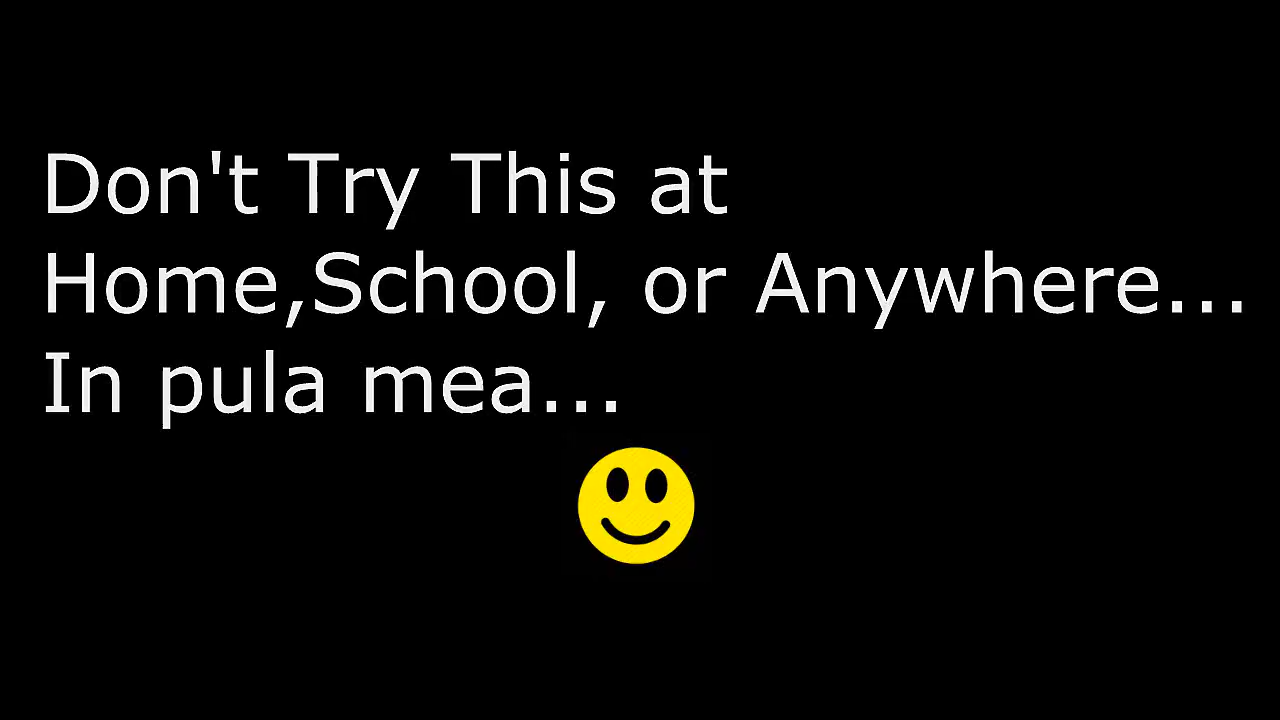 Don't Try This at
Home,School, or Anywhere...
In pula mea...